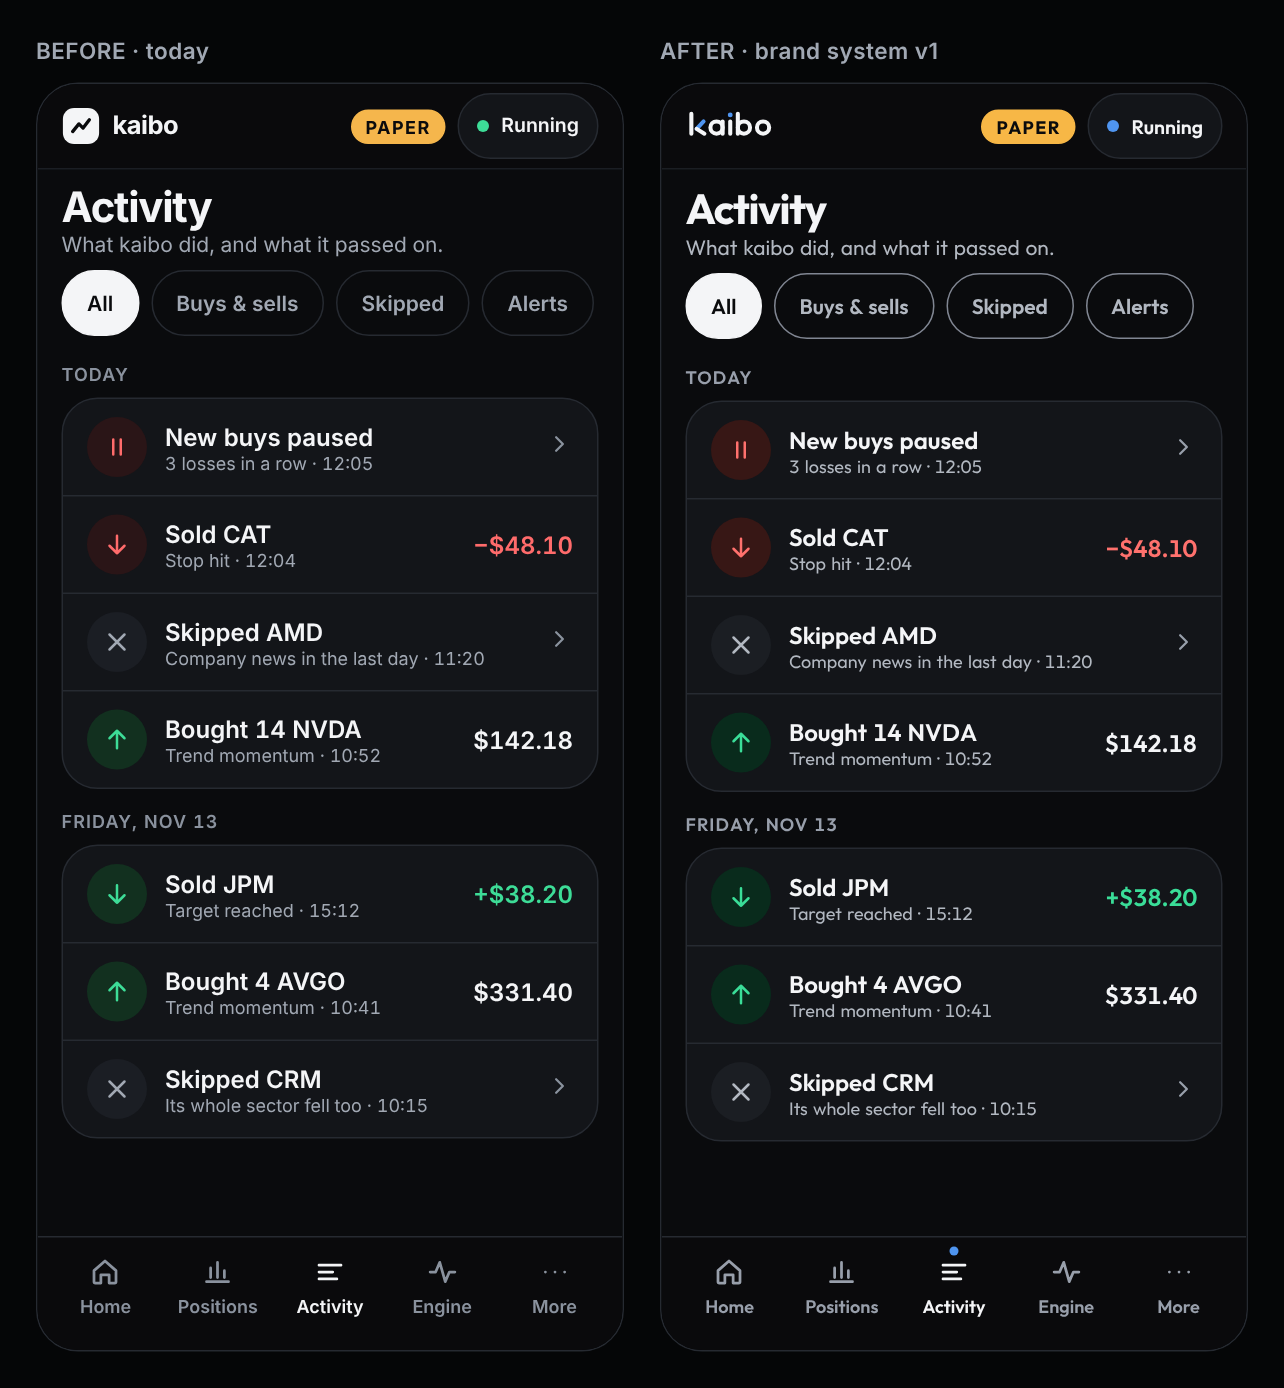 BEFORE · today
kaibo
PAPER
Running
Activity
What kaibo did, and what it passed on.
All
Buys & sells
Skipped
Alerts
TODAY
New buys paused
3 losses in a row · 12:05
Sold CAT
Stop hit · 12:04
−$48.10
Skipped AMD
Company news in the last day · 11:20
Bought 14 NVDA
Trend momentum · 10:52
$142.18
FRIDAY, NOV 13
Sold JPM
Target reached · 15:12
+$38.20
Bought 4 AVGO
Trend momentum · 10:41
$331.40
Skipped CRM
Its whole sector fell too · 10:15
Home
Positions
Activity
Engine
More
AFTER · brand system v1
kaibo
PAPER
Running
Activity
What kaibo did, and what it passed on.
All
Buys & sells
Skipped
Alerts
TODAY
New buys paused
3 losses in a row · 12:05
Sold CAT
Stop hit · 12:04
−$48.10
Skipped AMD
Company news in the last day · 11:20
Bought 14 NVDA
Trend momentum · 10:52
$142.18
FRIDAY, NOV 13
Sold JPM
Target reached · 15:12
+$38.20
Bought 4 AVGO
Trend momentum · 10:41
$331.40
Skipped CRM
Its whole sector fell too · 10:15
Home
Positions
Activity
Engine
More